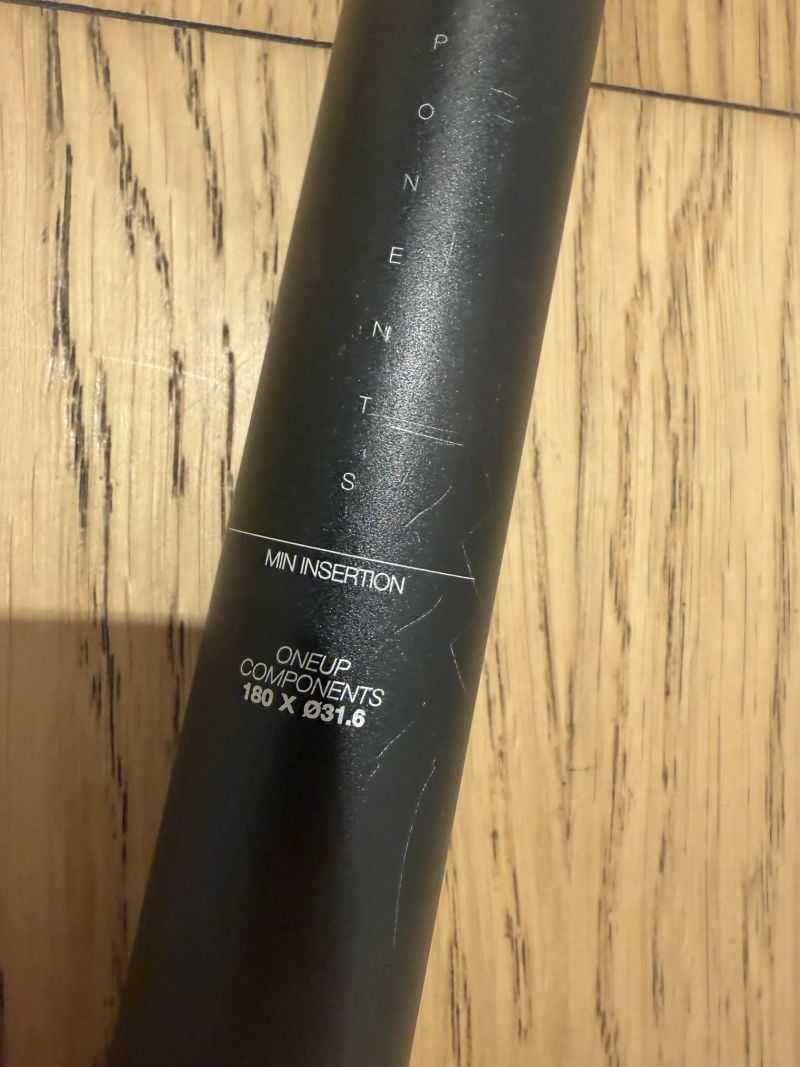 PONENTS
MIN INSERTION
ONEUP
COMPONENTS
180 X Ø31.6